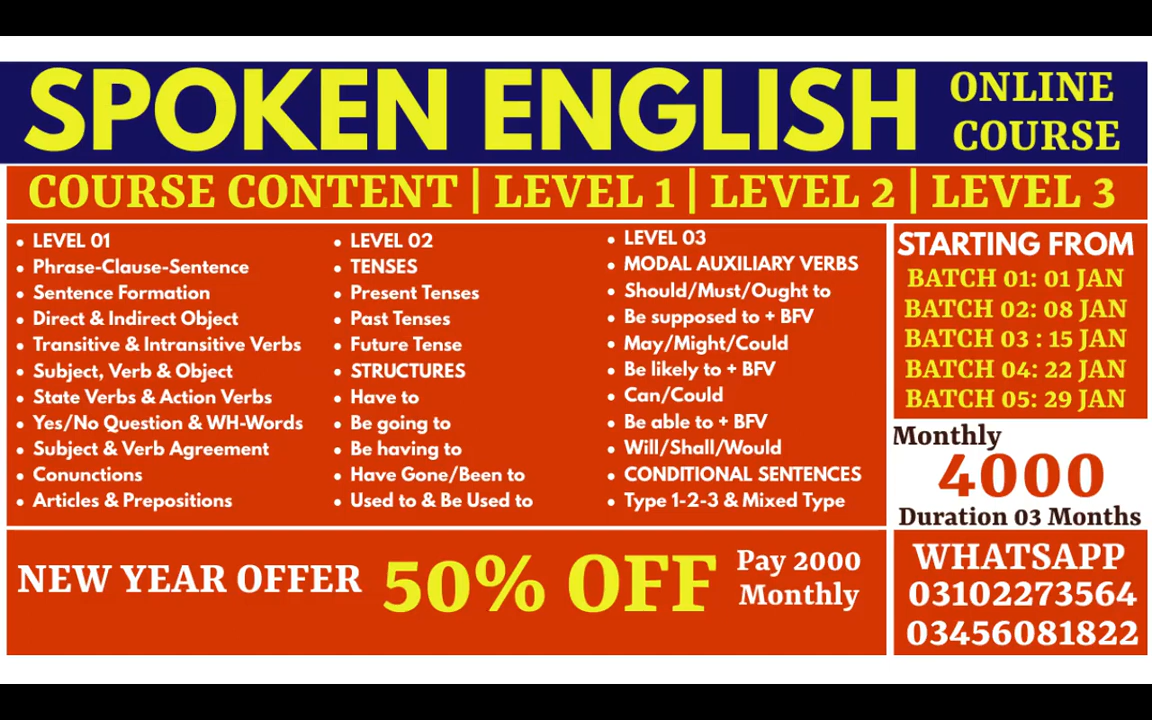 SPOKEN ENGLISH
ONLINE
COURSE
COURSE CONTENT | LEVEL 1 | LEVEL 2 | LEVEL 3
• LEVEL 01
• Phrase-Clause-Sentence
• Sentence Formation
• Direct & Indirect Object
• Transitive & Intransitive Verbs
• Subject, Verb & Object
• State Verbs & Action Verbs
• Yes/No Question & WH-Words
• Subject & Verb Agreement
• Conunctions
• Articles & Prepositions
• LEVEL 02
• TENSES
• Present Tenses
• Past Tenses
• Future Tense
• STRUCTURES
• Have to
• Be going to
• Be having to
• Have Gone/Been to
• Used to & Be Used to
• LEVEL 03
• MODAL AUXILIARY VERBS
• Should/Must/Ought to
• Be supposed to + BFV
• May/Might/Could
• Be likely to + BFV
• Can/Could
• Be able to + BFV
• Will/Shall/Would
• CONDITIONAL SENTENCES
• Type 1-2-3 & Mixed Type
STARTING FROM
BATCH 01: 01 JAN
BATCH 02: 08 JAN
BATCH 03 : 15 JAN
BATCH 04: 22 JAN
BATCH 05: 29 JAN
Monthly
4000
Duration 03 Months
NEW YEAR OFFER
50% OFF
Pay 2000
Monthly
WHATSAPP
03102273564
03456081822